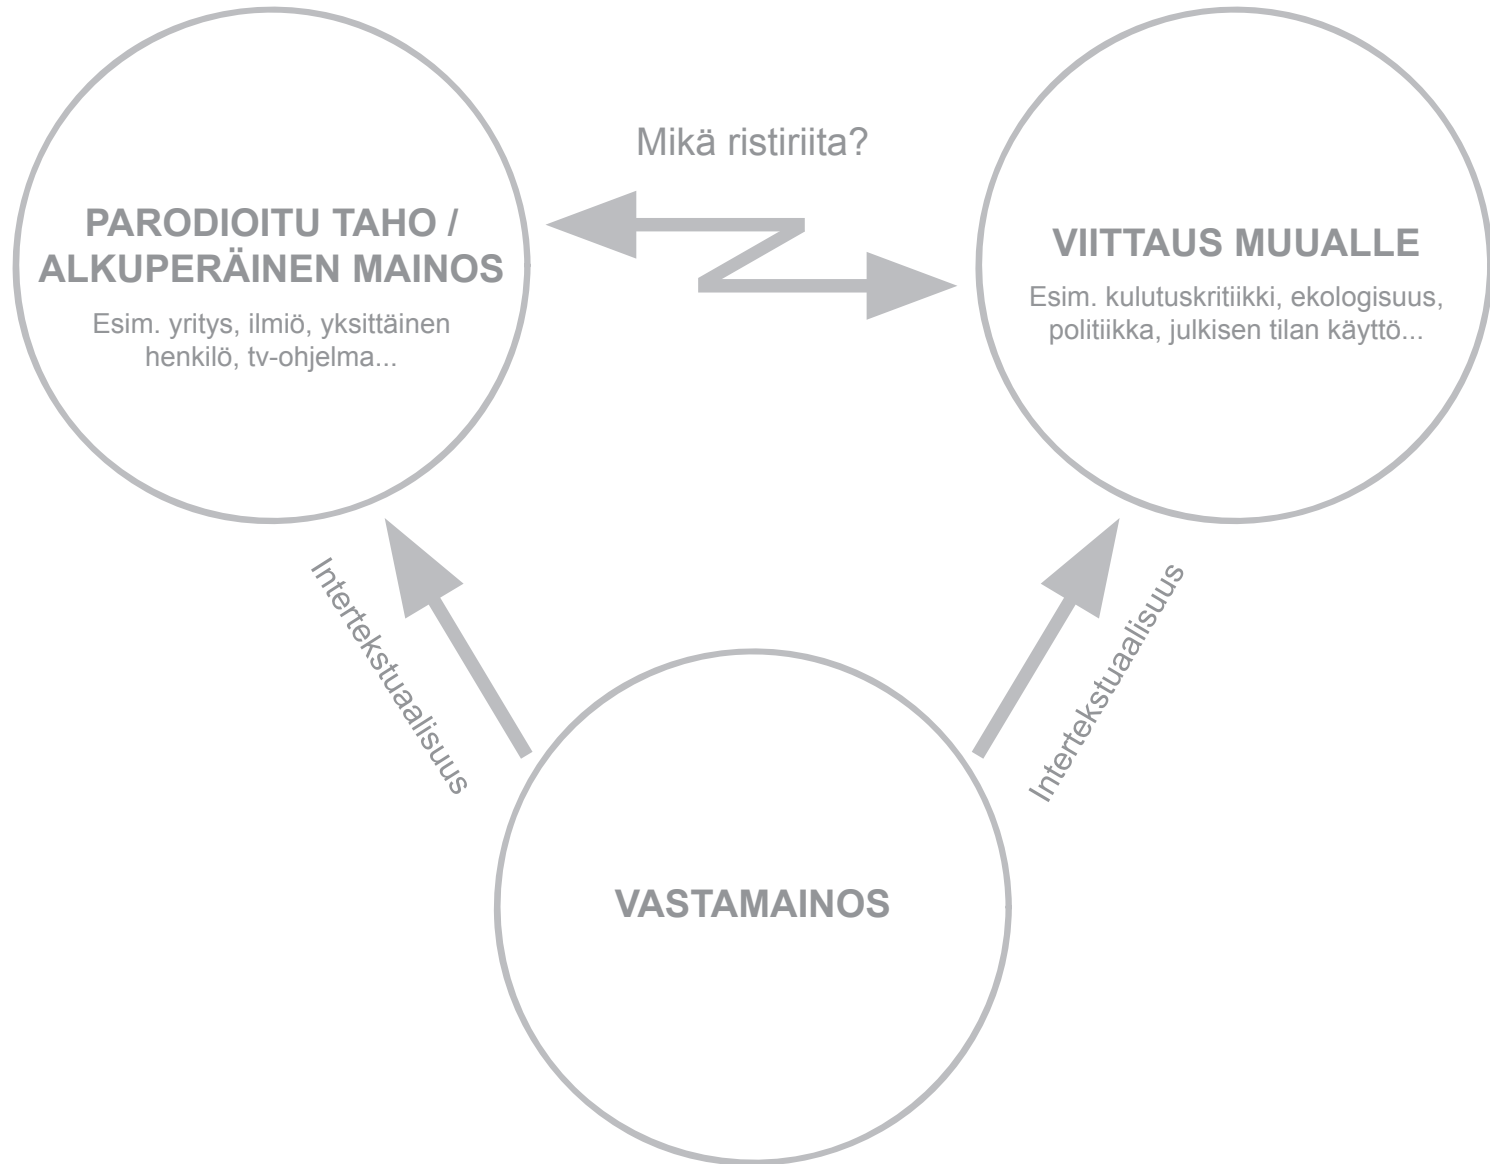 Mikä ristiriita?
PARODIOITU TAHO /
ALKUPERÄINEN MAINOS
Esim. yritys, ilmiö, yksittäinen
henkilö, tv-ohjelma...
VIITTAUS MUUALLE
Esim. kulutuskritiikki, ekologisuus,
politiikka, julkisen tilan käyttö...
Intertekstuaalisuus
Intertekstuaalisuus
VASTAMAINOS